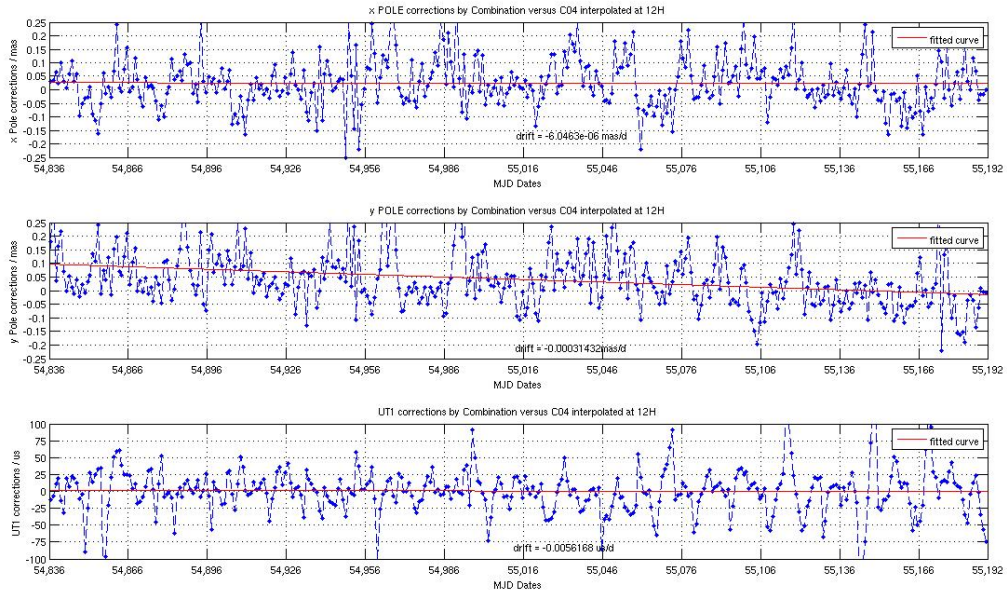 x POLE corrections by Combination versus C04 interpolated at 12H
0.25
0.2
0.15
0.1
0.05
0
-0.05
-0.1
-0.15
-0.2
-0.25
x Pole corrections / mas
fitted curve
drift = -6.0463e-06 mas/d
54,836 54,866 54,896 54,926 54,956 54,986 55,016 55,046 55,076 55,106 55,136 55,166 55,192
MJD Dates
y POLE corrections by Combination versus C04 interpolated at 12H
0.25
0.2
0.15
0.1
0.05
0
-0.05
-0.1
-0.15
-0.2
-0.25
y Pole corrections / mas
fitted curve
drift = -0.00031432mas/d
54,836 54,866 54,896 54,926 54,956 54,986 55,016 55,046 55,076 55,106 55,136 55,166 55,192
MJD Dates
UT1 corrections by Combination versus C04 interpolated at 12H
100
75
50
25
0
-25
-50
-75
-100
UT1 corrections / us
fitted curve
drift = -0.0056168 us/d
54,836 54,866 54,896 54,926 54,956 54,986 55,016 55,046 55,076 55,106 55,136 55,166 55,192
MJD Dates